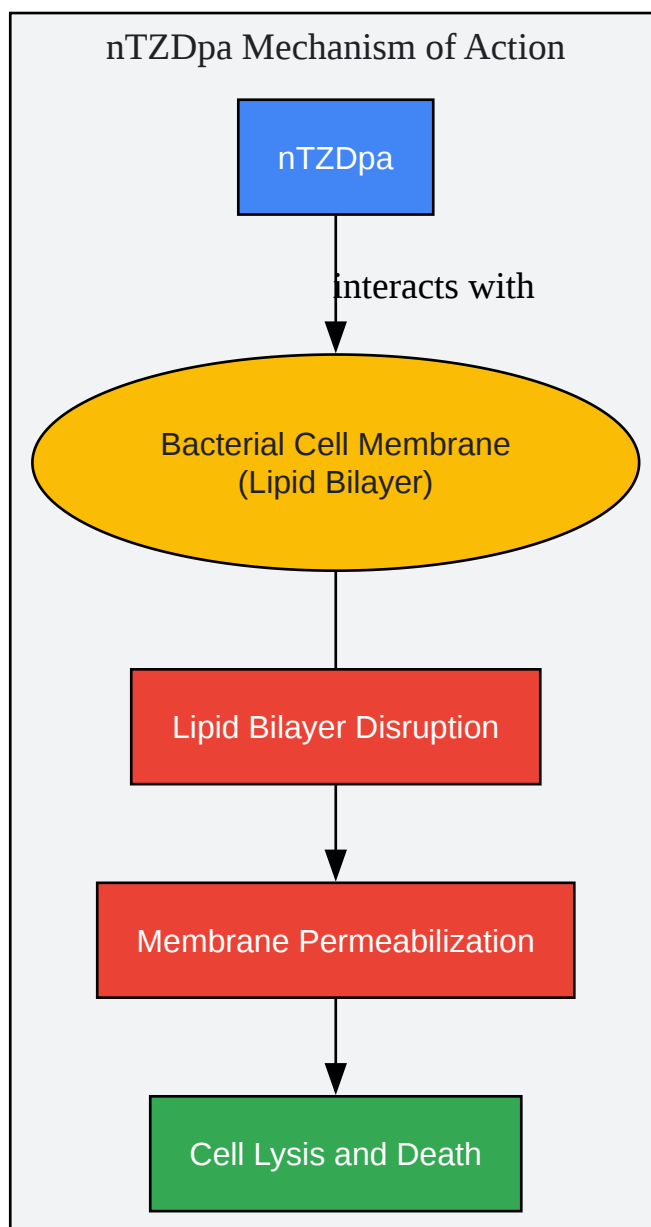 nTZDpa Mechanism of Action
nTZDpa
interacts with
Bacterial Cell Membrane
(Lipid Bilayer)
Lipid Bilayer Disruption
Membrane Permeabilization
Cell Lysis and Death